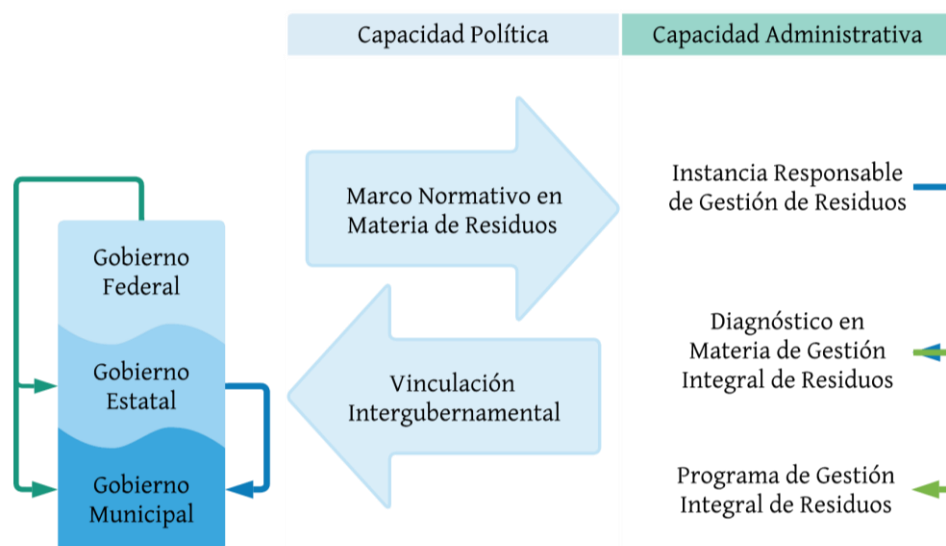 Capacidad Política
Capacidad Administrativa
Marco Normativo en
Materia de Residuos
Instancia Responsable
de Gestión de Residuos
Gobierno
Federal
Gobierno
Estatal
Gobierno
Municipal
Vinculación
Intergubernamental
Diagnóstico en
Materia de Gestión
Integral de Residuos
Programa de Gestión
Integral de Residuos